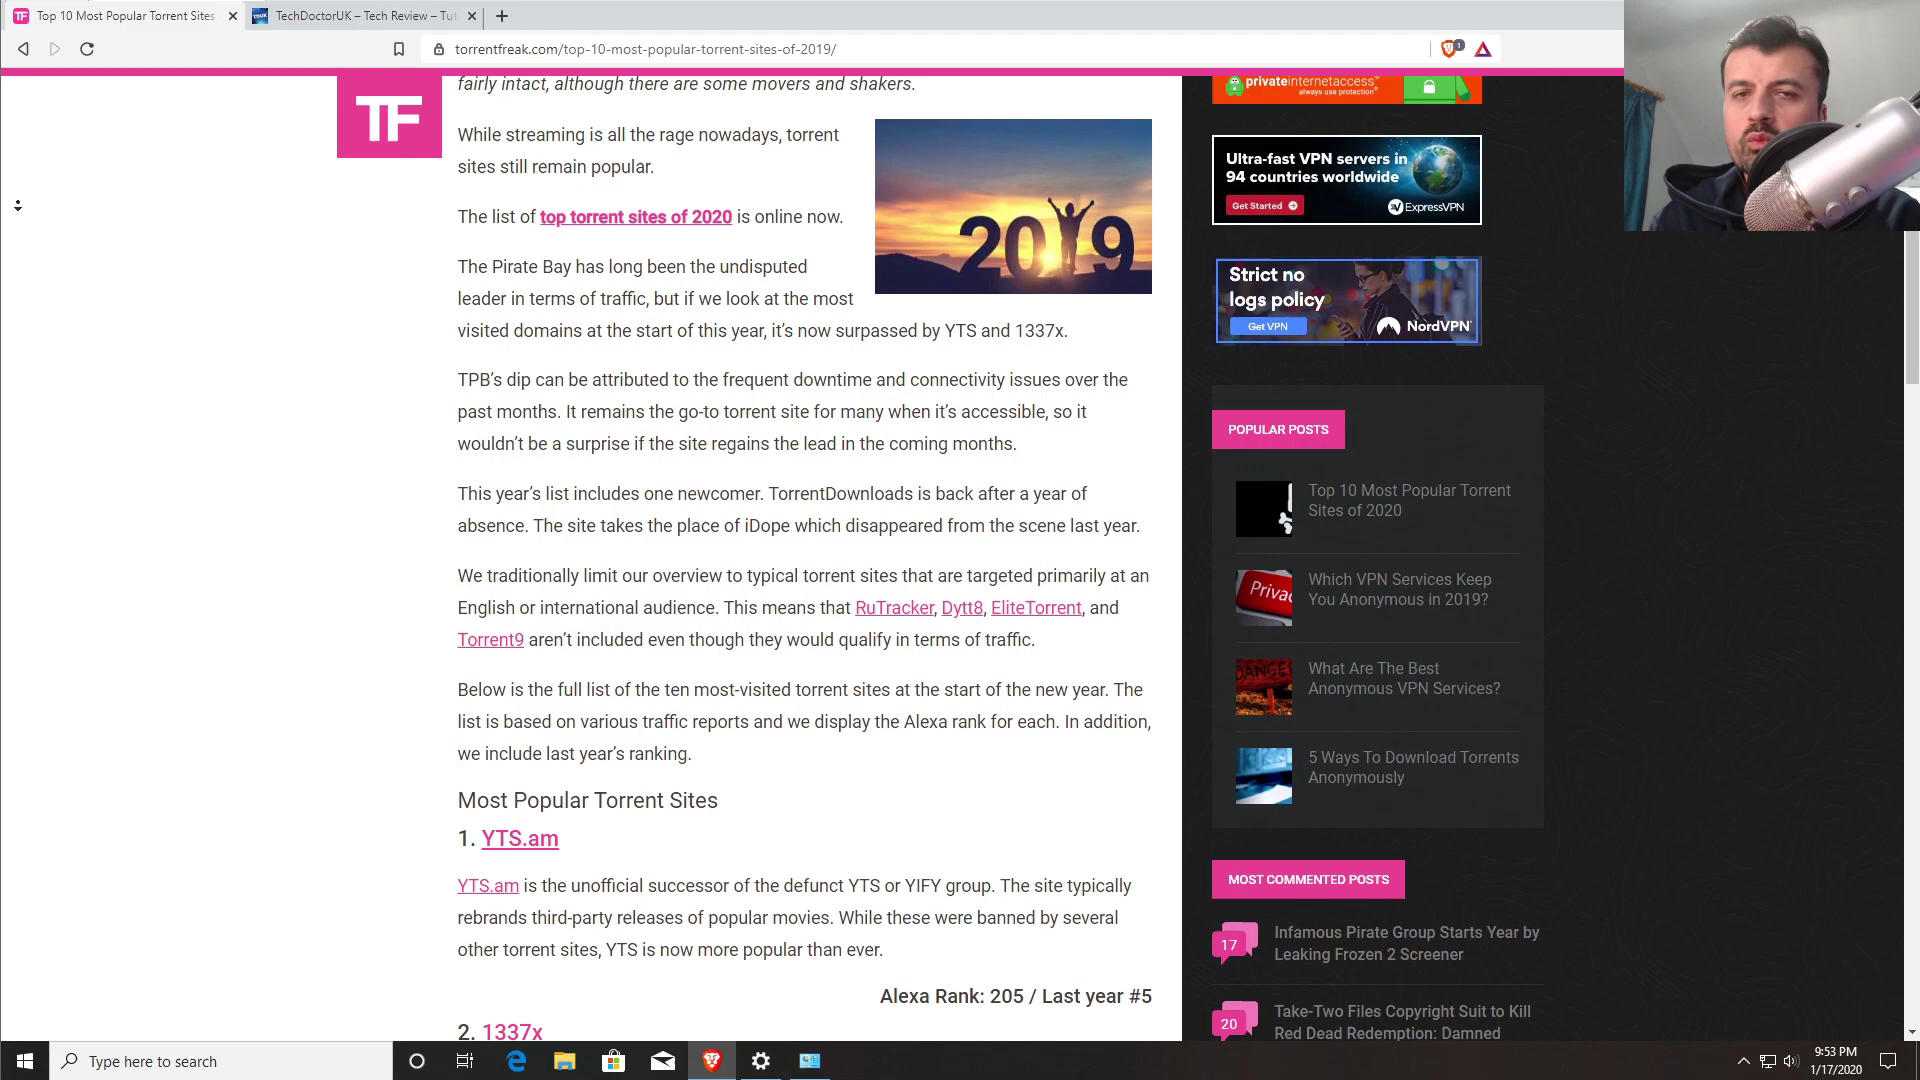 Top 10 Most Popular Torrent Sites
TechDoctorUK – Tech Review – Tut
torrentfreak.com/top-10-most-popular-torrent-sites-of-2019/
1
TF
fairly intact, although there are some movers and shakers.
While streaming is all the rage nowadays, torrent
sites still remain popular.
The list of top torrent sites of 2020 is online now.
The Pirate Bay has long been the undisputed
leader in terms of traffic, but if we look at the most
visited domains at the start of this year, it's now surpassed by YTS and 1337x.
2019
TPB's dip can be attributed to the frequent downtime and connectivity issues over the
past months. It remains the go-to torrent site for many when it's accessible, so it
wouldn't be a surprise if the site regains the lead in the coming months.
This year's list includes one newcomer. TorrentDownloads is back after a year of
absence. The site takes the place of iDope which disappeared from the scene last year.
We traditionally limit our overview to typical torrent sites that are targeted primarily at an
English or international audience. This means that RuTracker, Dytt8, EliteTorrent, and
Torrent9 aren't included even though they would qualify in terms of traffic.
Below is the full list of the ten most-visited torrent sites at the start of the new year. The
list is based on various traffic reports and we display the Alexa rank for each. In addition,
we include last year's ranking.
Most Popular Torrent Sites
1. YTS.am
YTS.am is the unofficial successor of the defunct YTS or YIFY group. The site typically
rebrands third-party releases of popular movies. While these were banned by several
other torrent sites, YTS is now more popular than ever.
Alexa Rank: 205 / Last year #5
2. 1337x
privateinternetaccess
always use protection
Ultra-fast VPN servers in
94 countries worldwide
Get Started
ExpressVPN
Strict no
logs policy
Get VPN
NordVPN
POPULAR POSTS
Top 10 Most Popular Torrent
Sites of 2020
Privac
Which VPN Services Keep
You Anonymous in 2019?
DANGER
What Are The Best
Anonymous VPN Services?
5 Ways To Download Torrents
Anonymously
MOST COMMENTED POSTS
17
Infamous Pirate Group Starts Year by
Leaking Frozen 2 Screener
20
Take-Two Files Copyright Suit to Kill
Red Dead Redemption: Damned
Type here to search
9:53 PM
1/17/2020